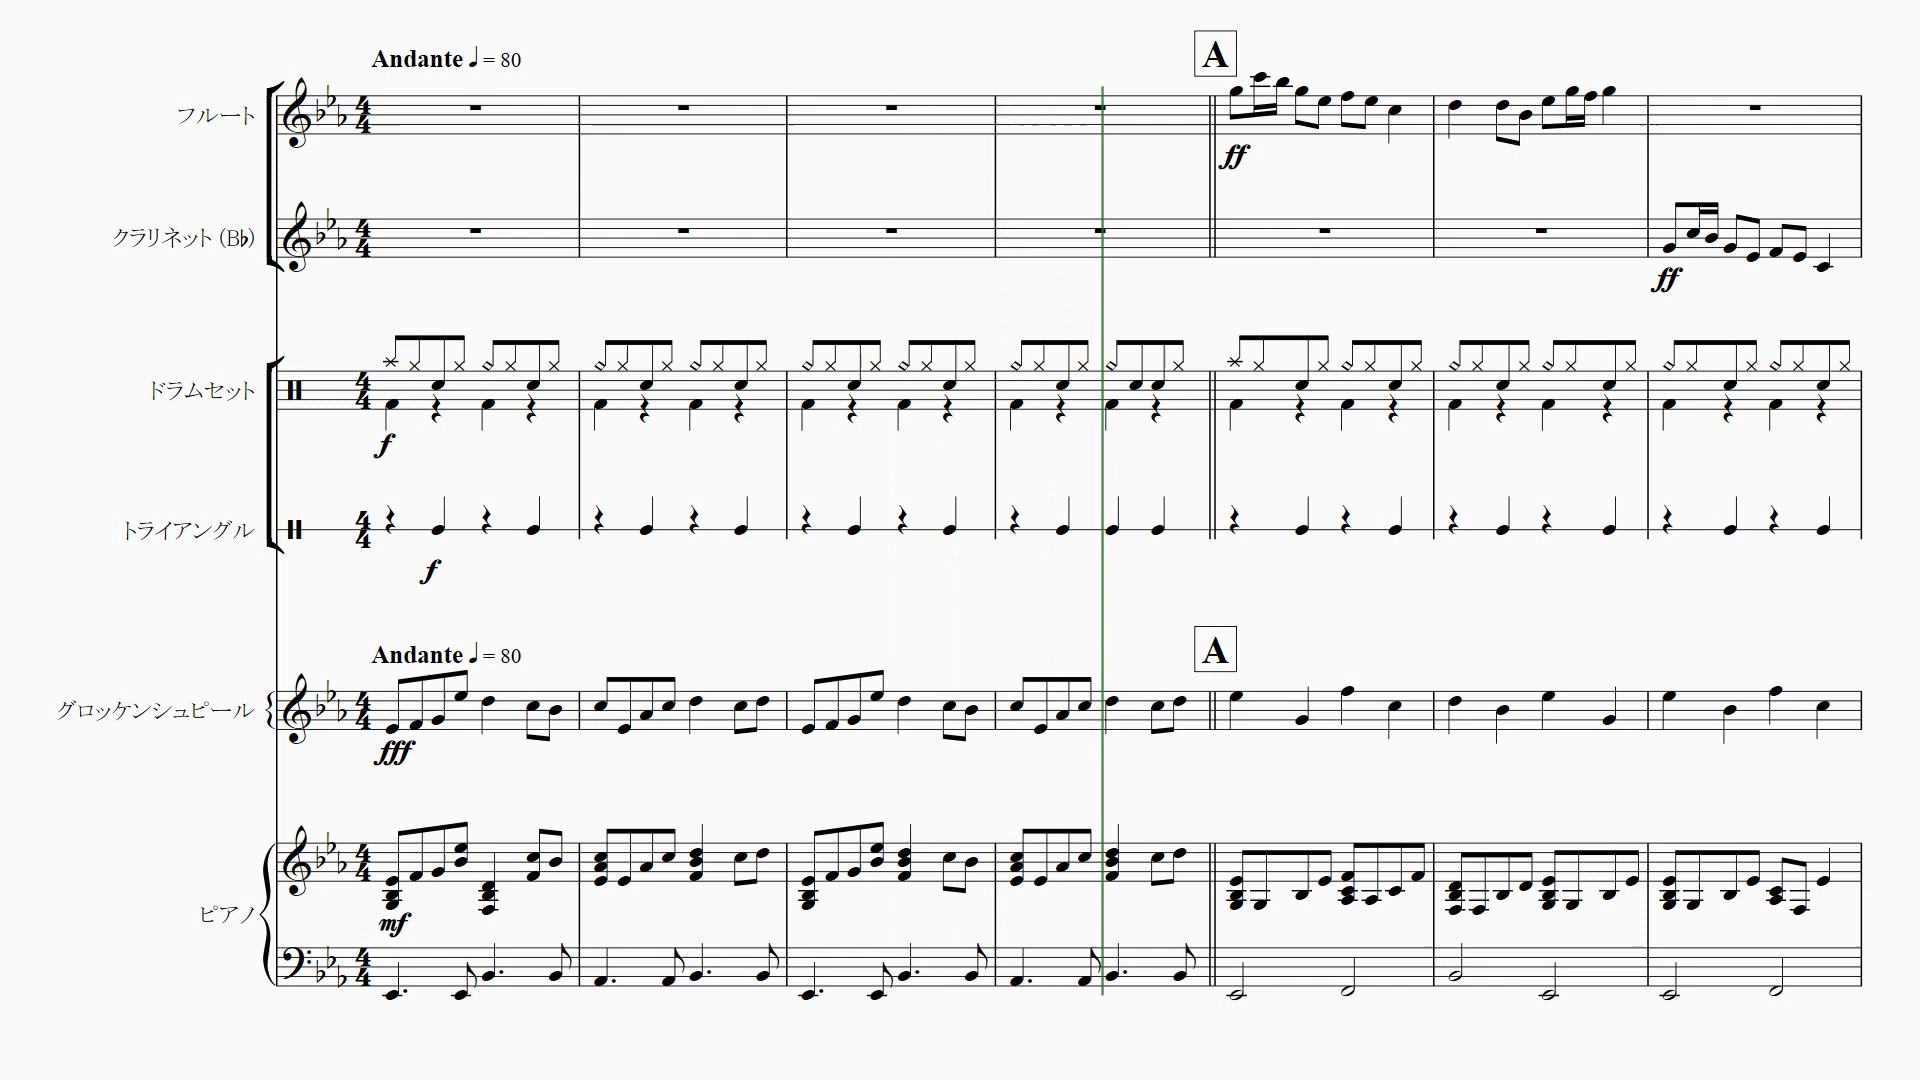 Andante ♩= 80
A
フルート
ff
クラリネット (B♭)
ff
ドラムセット
f
トライアングル
f
Andante ♩= 80
A
グロッケンシュピール
fff
ピアノ
mf